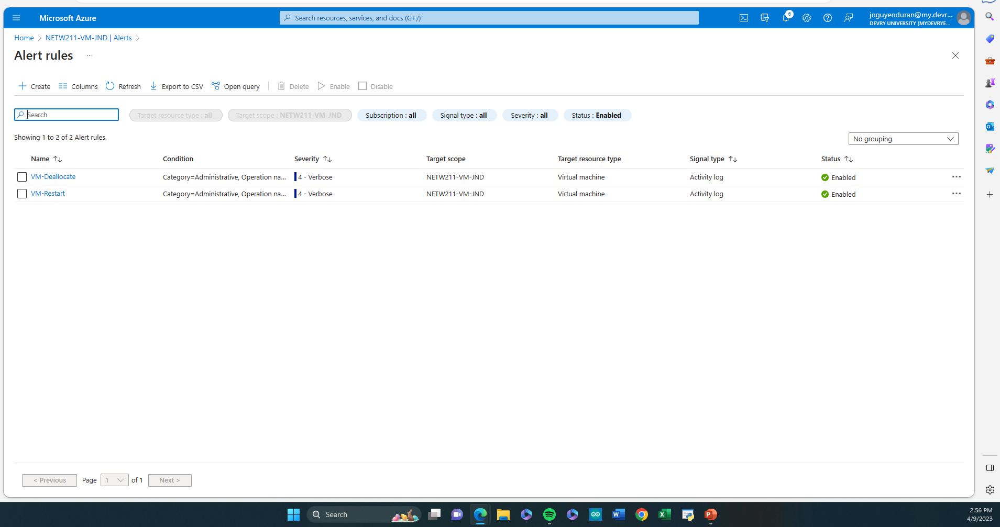 Microsoft Azure
Search resources, services, and docs (G+/)
6
jnguyenduran@my.devr...
DEVRY UNIVERSITY (MYDEVRYE...
Home > NETW211-VM-JND | Alerts >
Alert rules ...
Create Columns Refresh Export to CSV Open query Delete Enable Disable
Search Target resource type : all Target scope : NETW211-VM-JND Subscription : all Signal type : all Severity : all Status : Enabled
Showing 1 to 2 of 2 Alert rules.
No grouping
Name Condition Severity Target scope Target resource type Signal type Status
VM-Deallocate Category=Administrative, Operation na... 4 - Verbose NETW211-VM-JND Virtual machine Activity log Enabled
VM-Restart Category=Administrative, Operation na... 4 - Verbose NETW211-VM-JND Virtual machine Activity log Enabled
< Previous Page 1 of 1 Next >
Search
2:56 PM
4/9/2023